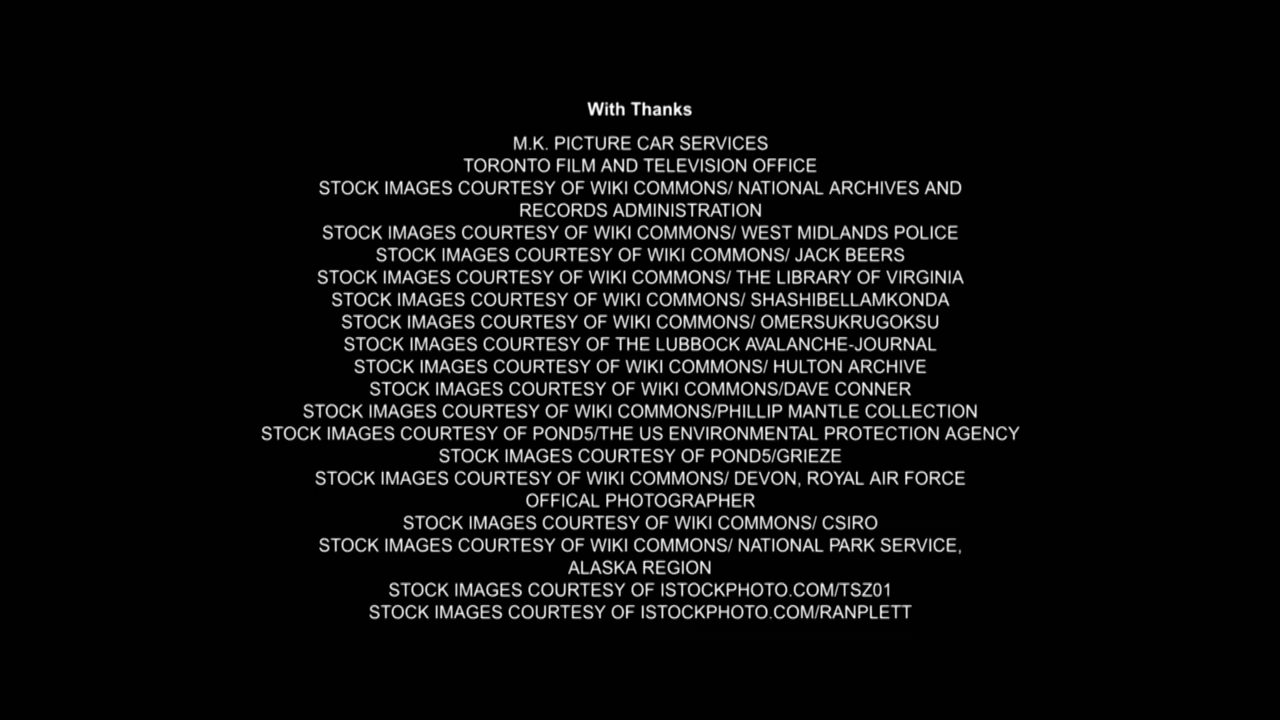 With Thanks
M.K. PICTURE CAR SERVICES
TORONTO FILM AND TELEVISION OFFICE
STOCK IMAGES COURTESY OF WIKI COMMONS/ NATIONAL ARCHIVES AND
RECORDS ADMINISTRATION
STOCK IMAGES COURTESY OF WIKI COMMONS/ WEST MIDLANDS POLICE
STOCK IMAGES COURTESY OF WIKI COMMONS/ JACK BEERS
STOCK IMAGES COURTESY OF WIKI COMMONS/ THE LIBRARY OF VIRGINIA
STOCK IMAGES COURTESY OF WIKI COMMONS/ SHASHIBELLAMKONDA
STOCK IMAGES COURTESY OF WIKI COMMONS/ OMERSUKRUGOKSU
STOCK IMAGES COURTESY OF THE LUBBOCK AVALANCHE-JOURNAL
STOCK IMAGES COURTESY OF WIKI COMMONS/ HULTON ARCHIVE
STOCK IMAGES COURTESY OF WIKI COMMONS/DAVE CONNER
STOCK IMAGES COURTESY OF WIKI COMMONS/PHILLIP MANTLE COLLECTION
STOCK IMAGES COURTESY OF POND5/THE US ENVIRONMENTAL PROTECTION AGENCY
STOCK IMAGES COURTESY OF POND5/GRIEZE
STOCK IMAGES COURTESY OF WIKI COMMONS/ DEVON, ROYAL AIR FORCE
OFFICAL PHOTOGRAPHER
STOCK IMAGES COURTESY OF WIKI COMMONS/ CSIRO
STOCK IMAGES COURTESY OF WIKI COMMONS/ NATIONAL PARK SERVICE,
ALASKA REGION
STOCK IMAGES COURTESY OF ISTOCKPHOTO.COM/TSZ01
STOCK IMAGES COURTESY OF ISTOCKPHOTO.COM/RANPLETT